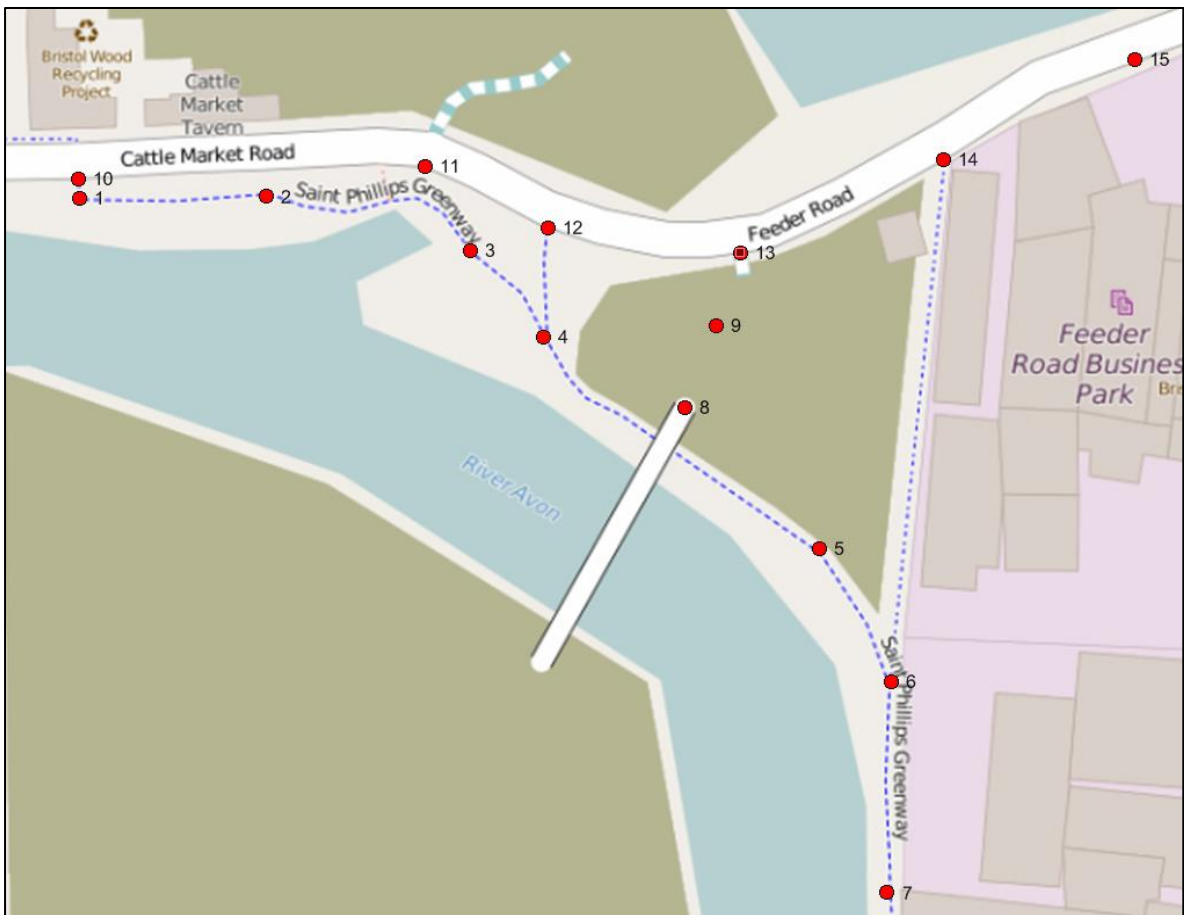 Bristol Wood
Recycling
Project
Cattle
Market
Tavern
15
Cattle Market Road
10
11
14
1
2
Saint Phillips Greenway
Feeder Road
12
3
13
9
4
Feeder
Road Busines
Park
Bri
8
River Avon
5
6
Saint Phillips Greenway
7